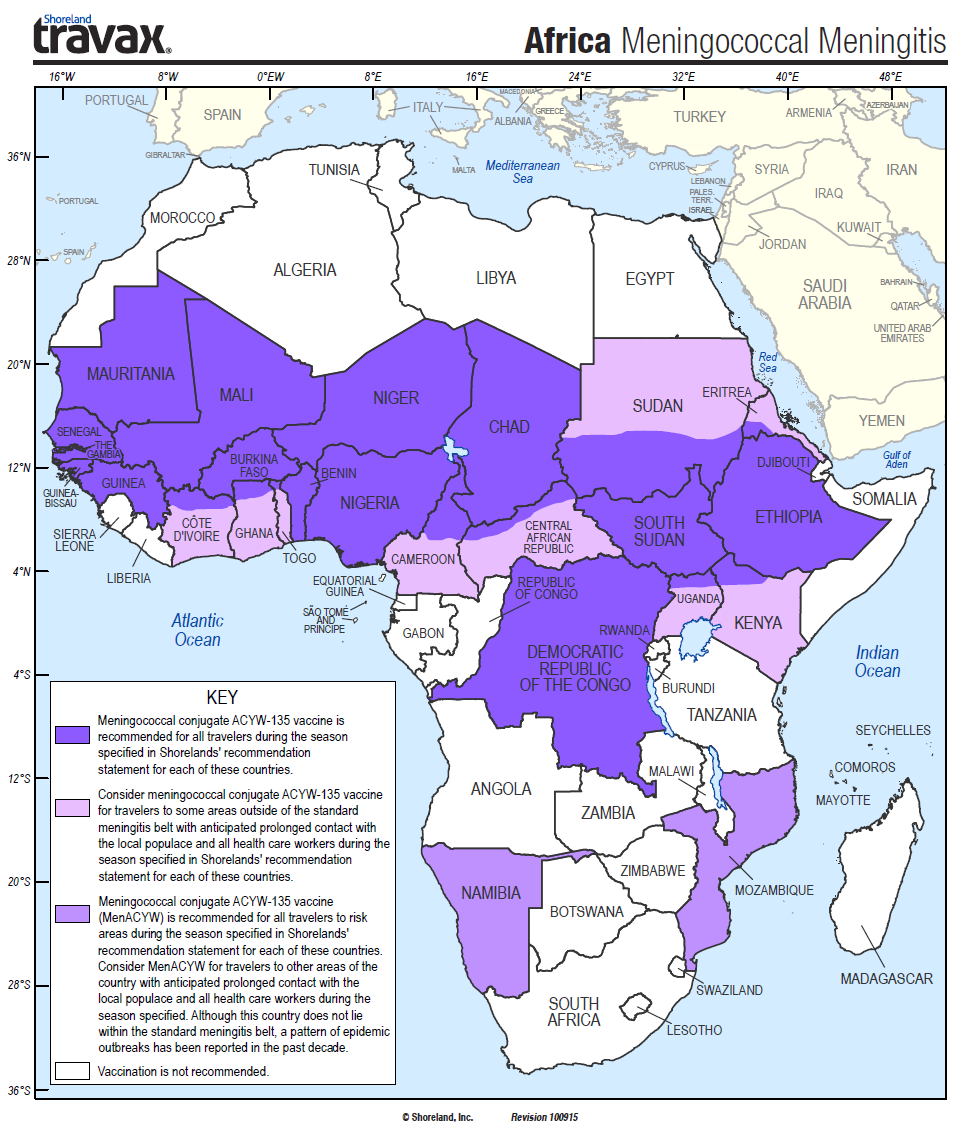 Shoreland
travax®
Africa Meningococcal Meningitis
16°W
8°W
0°EW
8°E
16°E
24°E
32°E
40°E
48°E
36°N
28°N
20°N
12°N
4°N
4°S
12°S
20°S
28°S
36°S
PORTUGAL
SPAIN
GIBRALTAR
ITALY
MACEDONIA
ALBANIA
GREECE
MALTA
Mediterranean
Sea
TURKEY
CYPRUS
ARMENIA
AZERBAIJAN
SYRIA
LEBANON
PALES.
TERR.
ISRAEL
IRAQ
IRAN
JORDAN
KUWAIT
SAUDI
ARABIA
BAHRAIN
QATAR
UNITED ARAB
EMIRATES
YEMEN
Red
Sea
Gulf of
Aden
PORTUGAL
SPAIN
MOROCCO
TUNISIA
ALGERIA
LIBYA
EGYPT
MAURITANIA
MALI
NIGER
CHAD
SUDAN
ERITREA
SENEGAL
THE
GAMBIA
GUINEA-
BISSAU
GUINEA
SIERRA
LEONE
LIBERIA
BURKINA
FASO
CÔTE
D'IVOIRE
GHANA
TOGO
BENIN
NIGERIA
CAMEROON
CENTRAL
AFRICAN
REPUBLIC
SOUTH
SUDAN
ETHIOPIA
DJIBOUTI
SOMALIA
EQUATORIAL
GUINEA
SÃO TOMÉ
AND
PRINCIPE
GABON
REPUBLIC
OF CONGO
DEMOCRATIC
REPUBLIC
OF THE CONGO
UGANDA
KENYA
RWANDA
BURUNDI
TANZANIA
Atlantic
Ocean
Indian
Ocean
SEYCHELLES
COMOROS
MAYOTTE
ANGOLA
ZAMBIA
MALAWI
MOZAMBIQUE
ZIMBABWE
NAMIBIA
BOTSWANA
SOUTH
AFRICA
SWAZILAND
LESOTHO
MADAGASCAR
KEY
Meningococcal conjugate ACYW-135 vaccine is
recommended for all travelers during the season
specified in Shorelands' recommendation
statement for each of these countries.
Consider meningococcal conjugate ACYW-135 vaccine
for travelers to some areas outside of the standard
meningitis belt with anticipated prolonged contact with
the local populace and all health care workers during the
season specified in Shorelands' recommendation
statement for each of these countries.
Meningococcal conjugate ACYW-135 vaccine
(MenACYW) is recommended for all travelers to risk
areas during the season specified in Shorelands'
recommendation statement for each of these countries.
Consider MenACYW for travelers to other areas of the
country with anticipated prolonged contact with the
local populace and all health care workers during the
season specified. Although this country does not lie
within the standard meningitis belt, a pattern of epidemic
outbreaks has been reported in the past decade.
Vaccination is not recommended.
© Shoreland, Inc.
Revision 100915